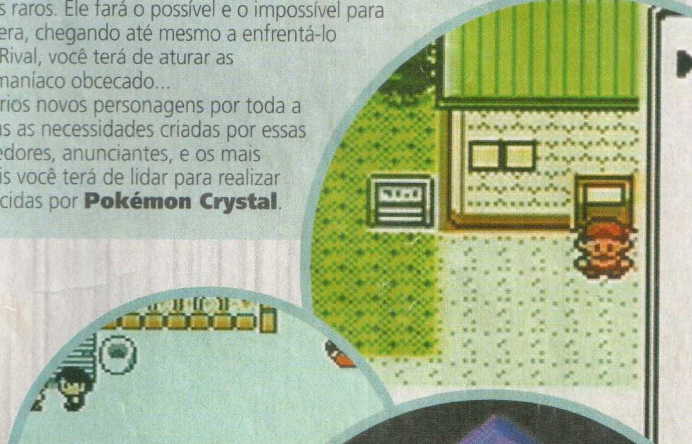 s raros. Ele fará o possível e o impossível para
era, chegando até mesmo a enfrentá-lo
Rival, você terá de aturar as
maníaco obcecado...
rios novos personagens por toda a
as as necessidades criadas por essas
edores, anunciantes, e os mais
is você terá de lidar para realizar
cidas por Pokémon Crystal.